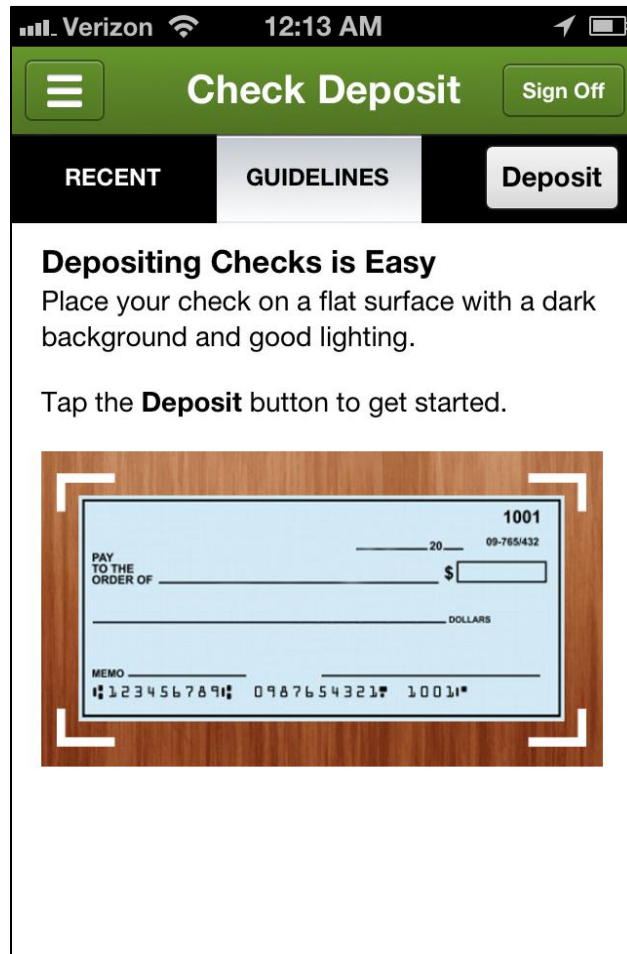 Verizon 12:13 AM
Check Deposit Sign Off
RECENT GUIDELINES Deposit
Depositing Checks is Easy
Place your check on a flat surface with a dark
background and good lighting.
Tap the Deposit button to get started.
1001
20 09-765/432
PAY
TO THE
ORDER OF $
DOLLARS
MEMO
⑆123456789⑆ 0987654321⑈ 1001⑈